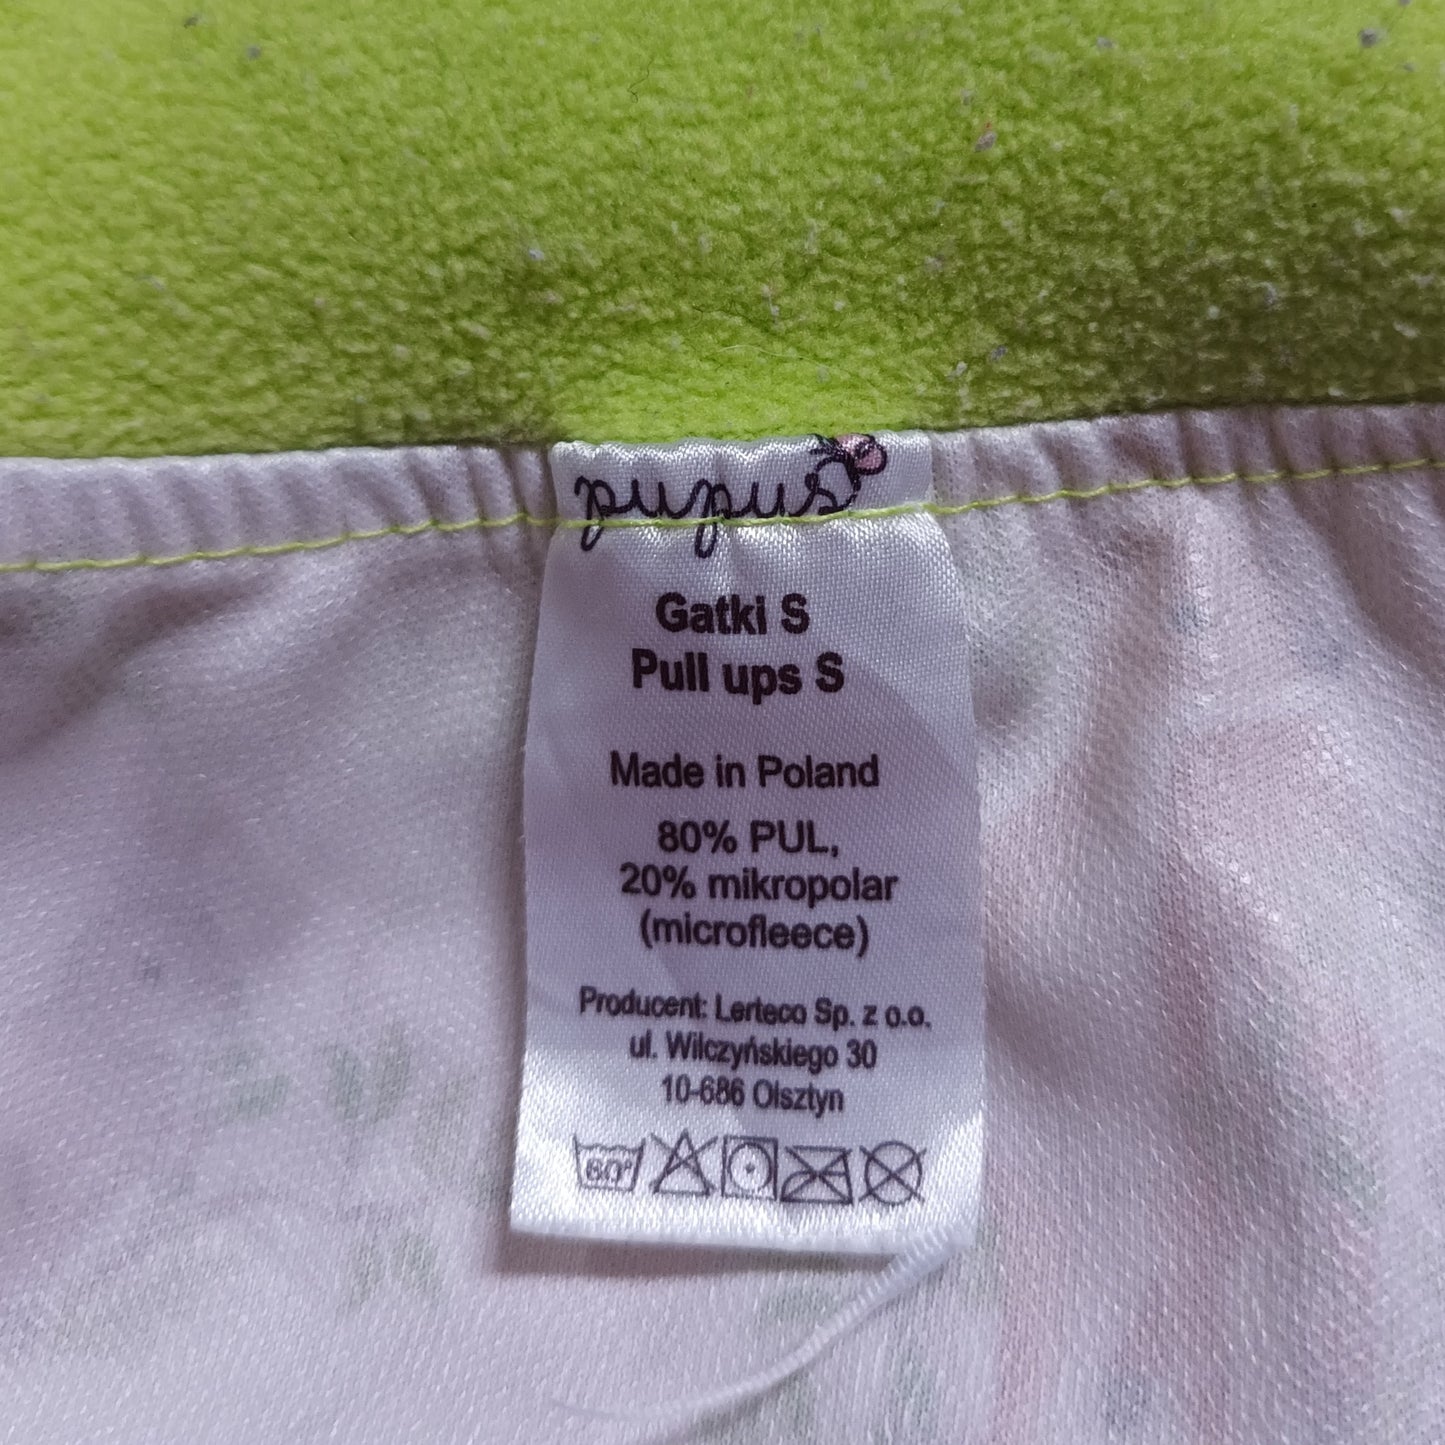 pupus
Gatki S
Pull ups S
Made in Poland
80% PUL,
20% mikropolar
(microfleece)
Producent: Lerteco Sp. z o.o.
ul. Wilczyńskiego 30
10-686 Olsztyn
60°